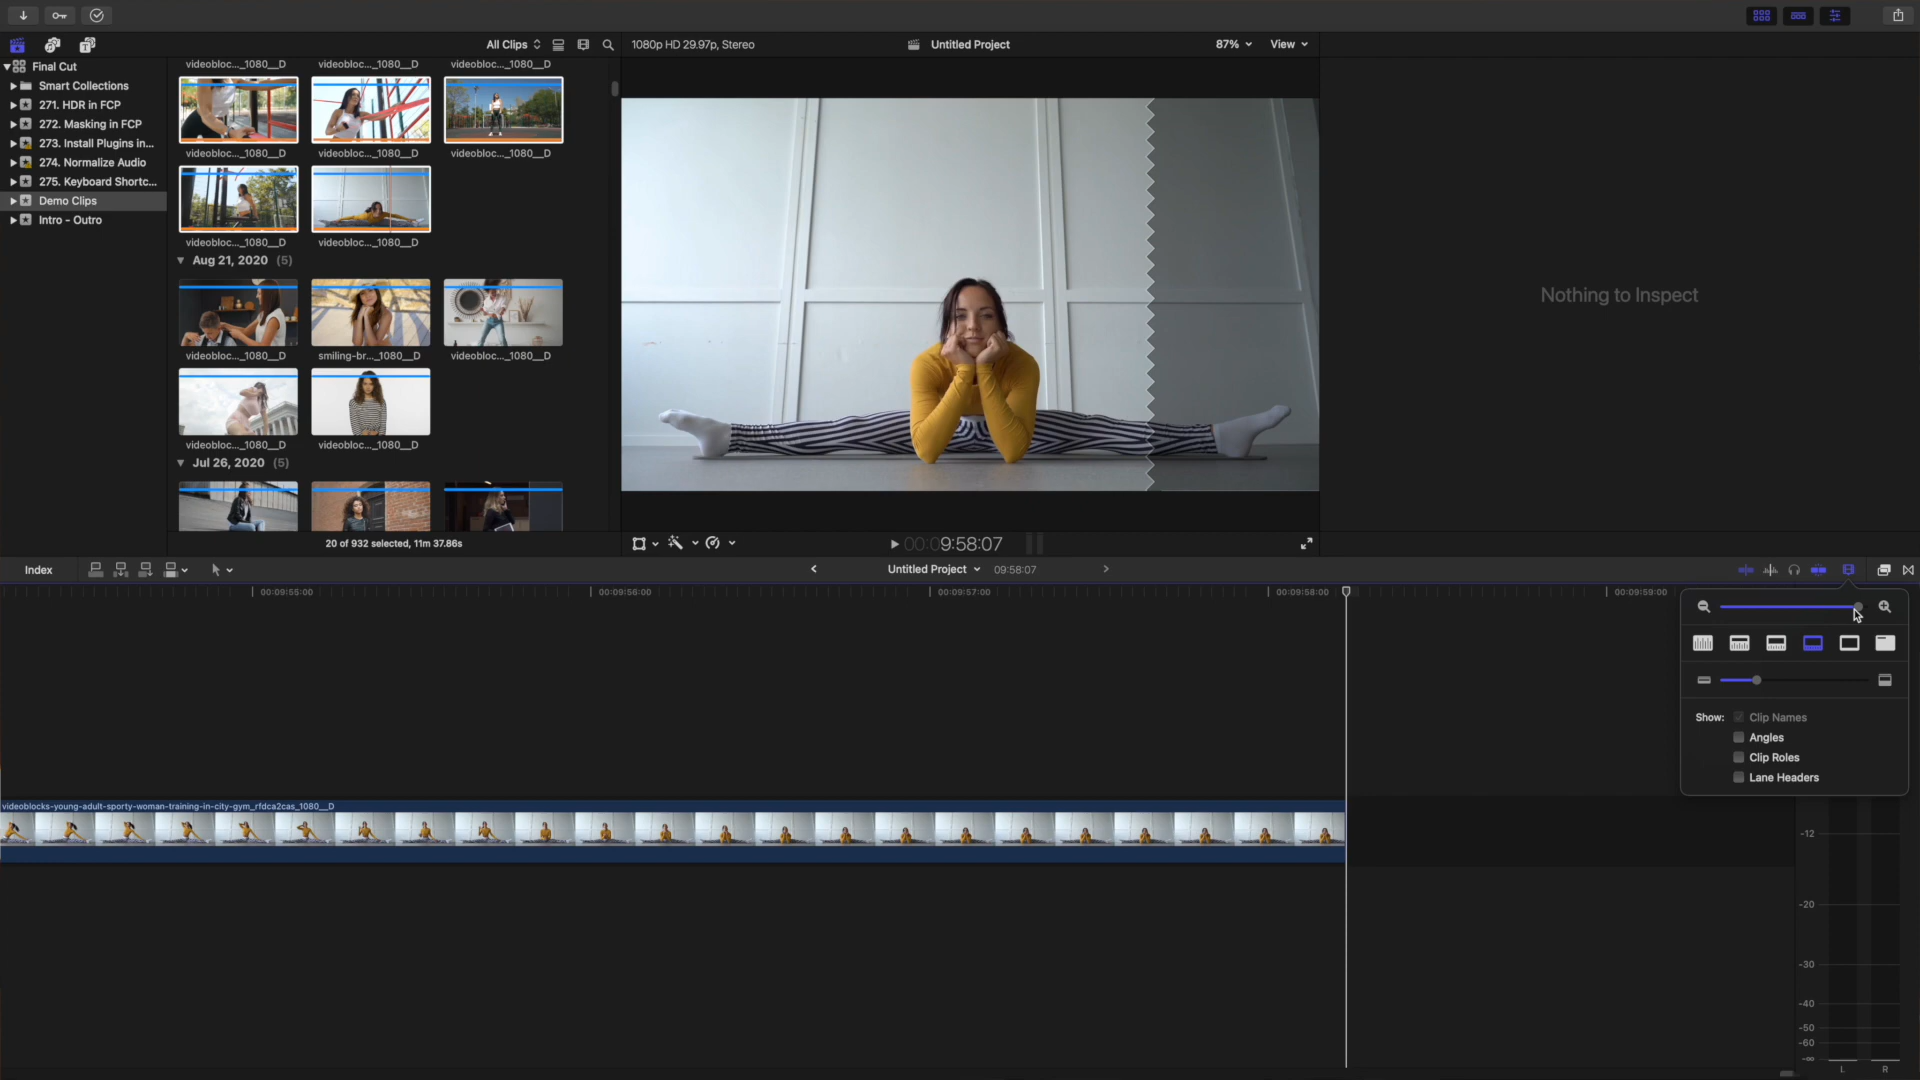 All Clips
1080p HD 29.97p, Stereo
Untitled Project
87%
View
Final Cut
Smart Collections
271. HDR in FCP
272. Masking in FCP
273. Install Plugins in...
274. Normalize Audio
275. Keyboard Shortc...
Demo Clips
Intro - Outro
videobloc..._1080__D
videobloc..._1080__D
videobloc..._1080__D
videobloc..._1080__D
videobloc..._1080__D
videobloc..._1080__D
videobloc..._1080__D
videobloc..._1080__D
Aug 21, 2020 (5)
videobloc..._1080__D
smiling-br..._1080__D
videobloc..._1080__D
videobloc..._1080__D
videobloc..._1080__D
Jul 26, 2020 (5)
20 of 932 selected, 11m 37.86s
00:09:58:07
Nothing to Inspect
Index
Untitled Project
09:58:07
00:09:55:00
00:09:56:00
00:09:57:00
00:09:58:00
00:09:59:00
Show:
Clip Names
Angles
Clip Roles
Lane Headers
videoblocks-young-adult-sporty-woman-training-in-city-gym_rfdca2cas_1080__D
-12
-20
-30
-40
-50
-60
-∞
L
R